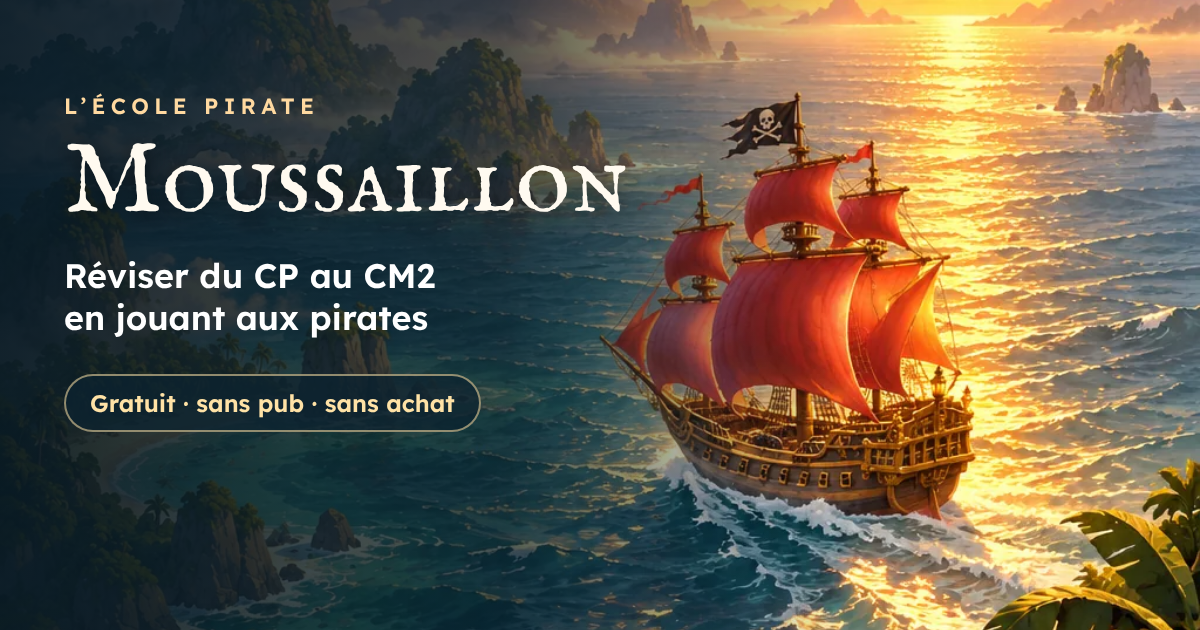 L’ÉCOLE PIRATE
Moussaillon
Réviser du CP au CM2
en jouant aux pirates
Gratuit · sans pub · sans achat